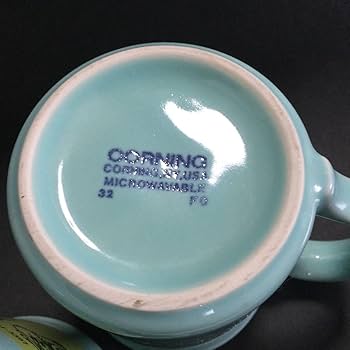 CORNING
CORNING, NY, USA
MICROWAVABLE
32 FG